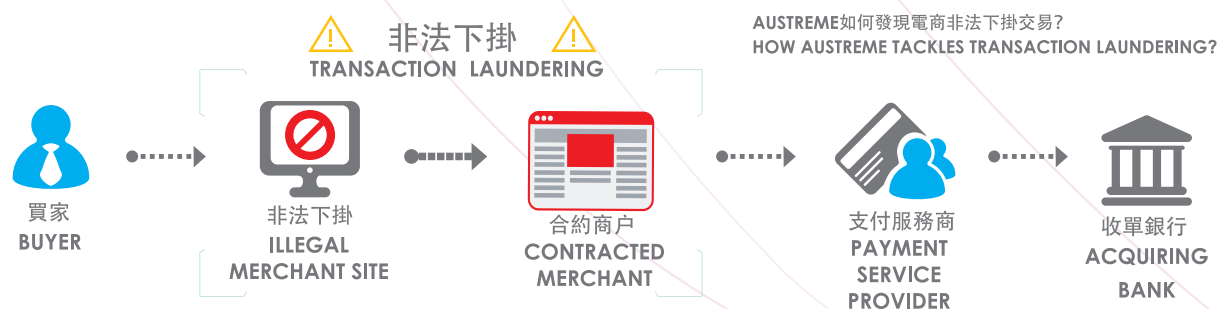 非法下掛
TRANSACTION LAUNDERING
AUSTREME如何發現電商非法下掛交易?
HOW AUSTREME TACKLES TRANSACTION LAUNDERING?
買家
BUYER
非法下掛
ILLEGAL
MERCHANT SITE
合約商户
CONTRACTED
MERCHANT
支付服務商
PAYMENT
SERVICE
PROVIDER
收單銀行
ACQUIRING
BANK